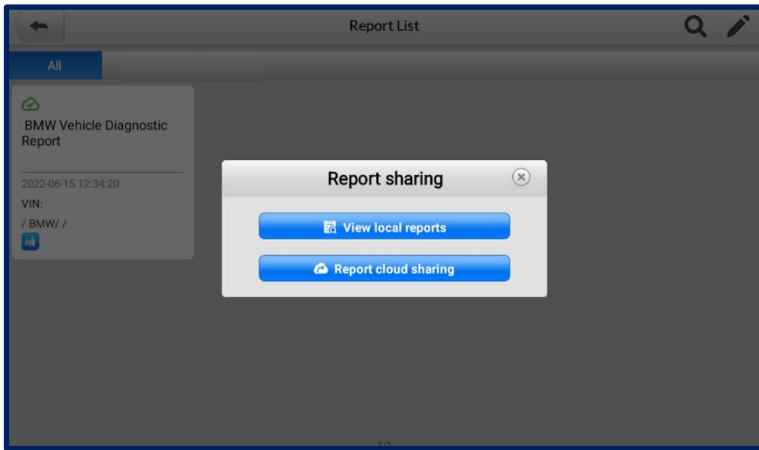 Report List
All
BMW Vehicle Diagnostic
Report
2022-06-15 12:34:20
VIN:
/ BMW/ /
Report sharing
View local reports
Report cloud sharing